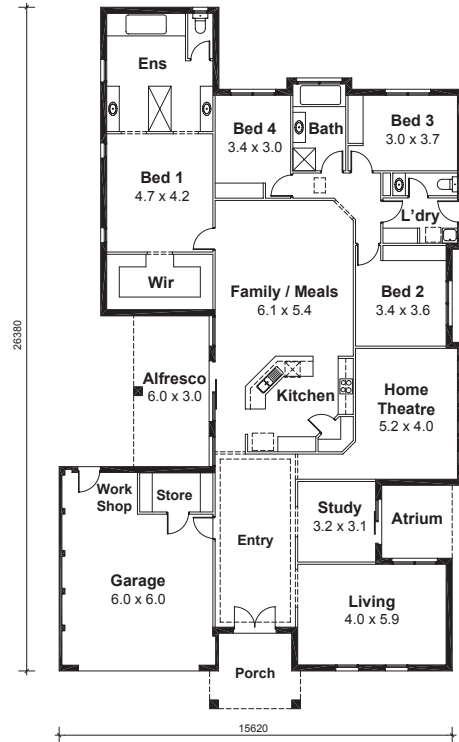 Ens
Bed 4
3.4 x 3.0
Bath
Bed 3
3.0 x 3.7
Bed 1
4.7 x 4.2
L'dry
Wir
Family / Meals
6.1 x 5.4
Bed 2
3.4 x 3.6
26380
Alfresco
6.0 x 3.0
Kitchen
Home
Theatre
5.2 x 4.0
Work
Shop
Store
Study
3.2 x 3.1
Atrium
Entry
Garage
6.0 x 6.0
Living
4.0 x 5.9
Porch
15620